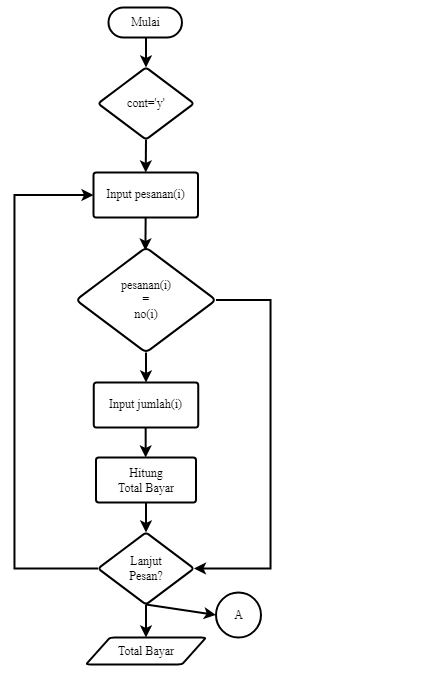 Mulai
cont='y'
Input pesanan(i)
pesanan(i)
=
no(i)
Input jumlah(i)
Hitung
Total Bayar
Lanjut
Pesan?
A
Total Bayar